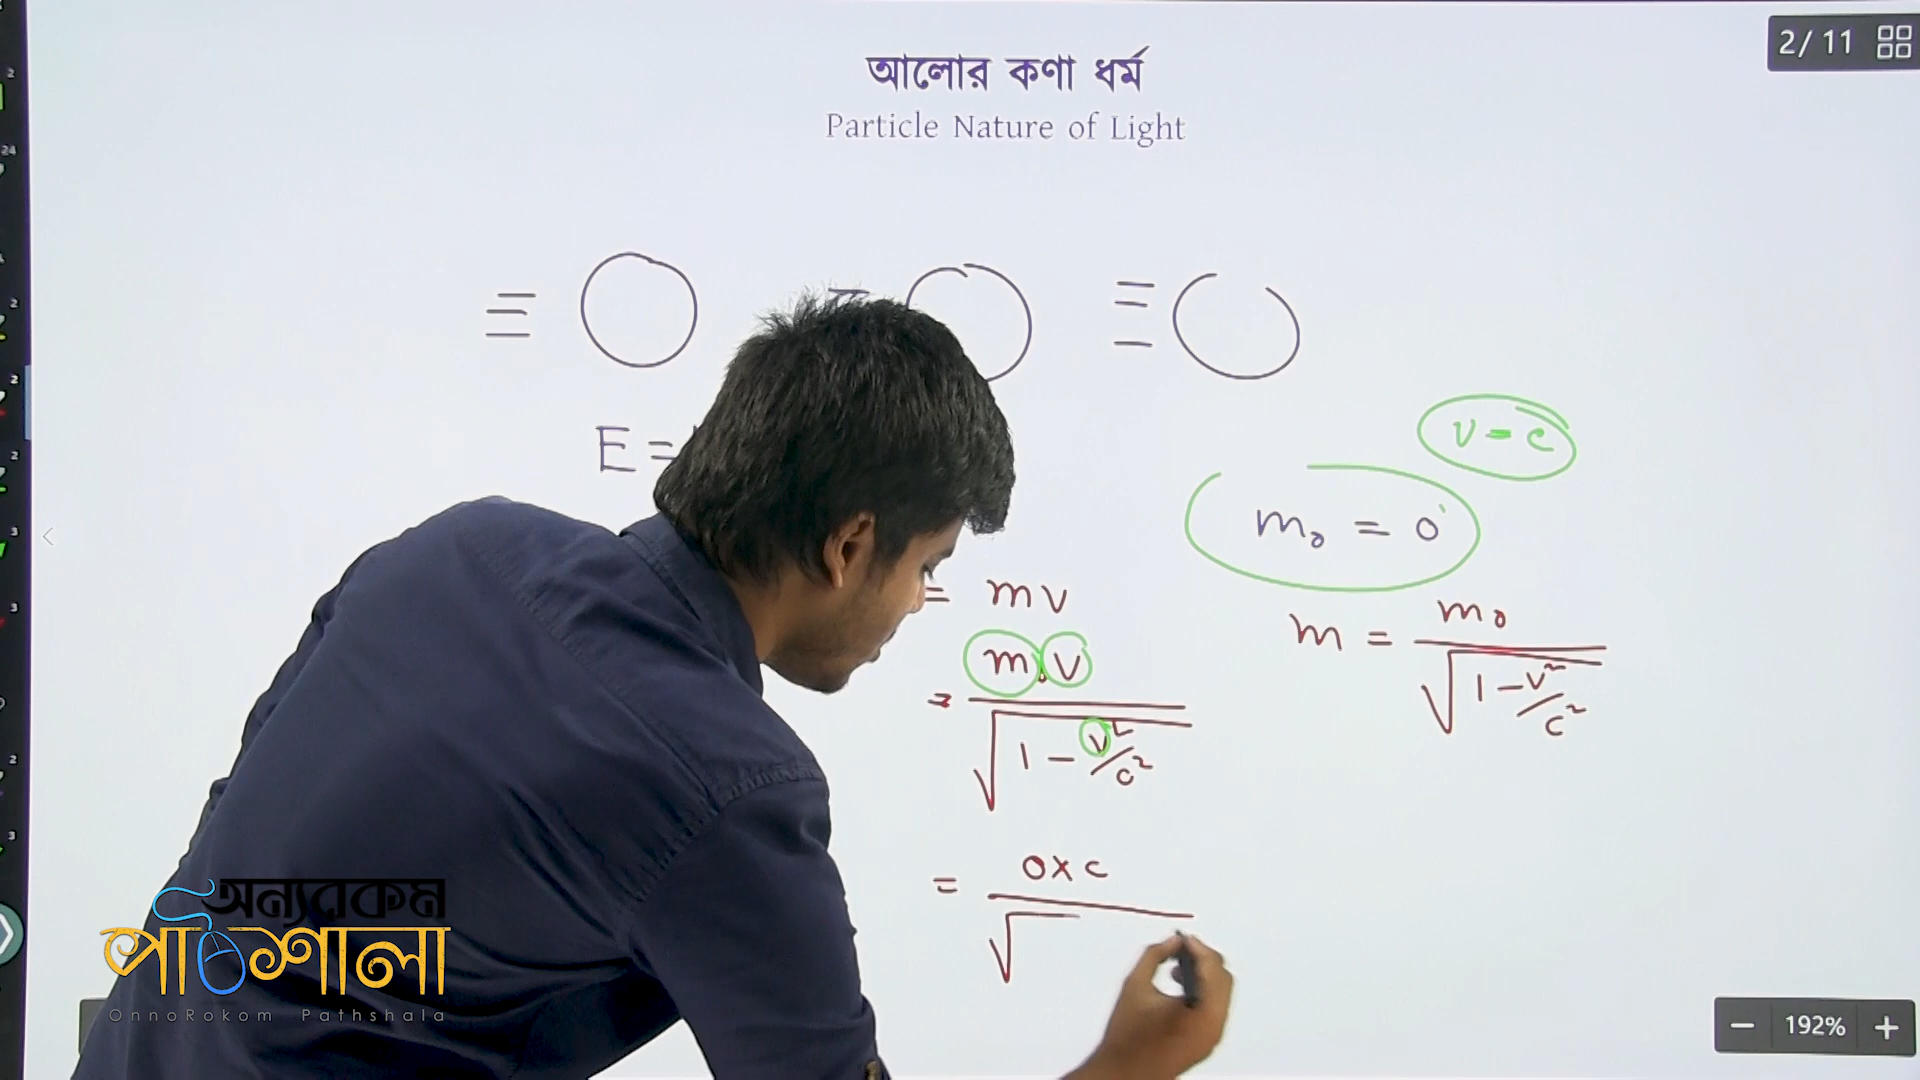 2/ 11
আলোর কণা ধর্ম
Particle Nature of Light
E =
v = c
m₀ = 0
= mv
m = m₀ / √(1 - v²/c²)
= m.v / √(1 - v²/c²)
= 0 x c / √
অন্যরকম
পাঠশালা
OnnoRokom Pathshala
192%